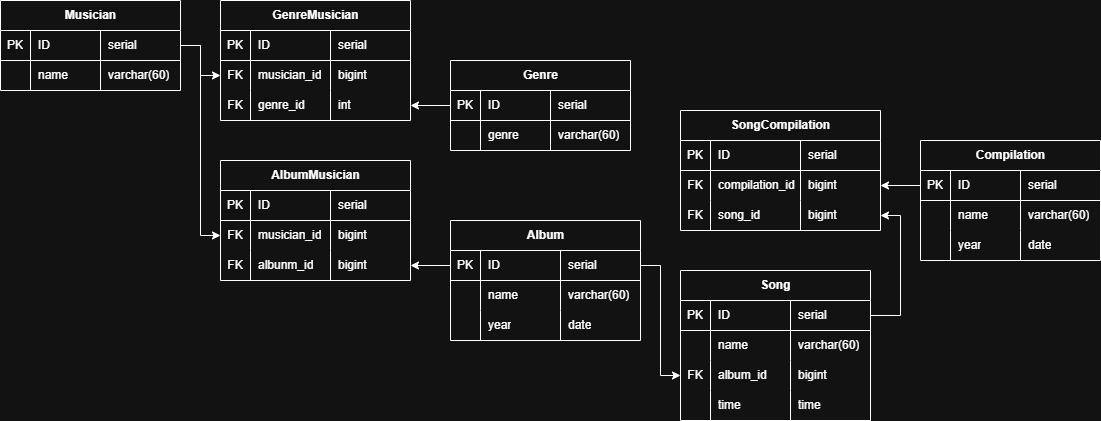 Musician
PK ID serial
name varchar(60)
GenreMusician
PK ID serial
FK musician_id bigint
FK genre_id int
Genre
PK ID serial
genre varchar(60)
AlbumMusician
PK ID serial
FK musician_id bigint
FK albunm_id bigint
Album
PK ID serial
name varchar(60)
year date
SongCompilation
PK ID serial
FK compilation_id bigint
FK song_id bigint
Compilation
PK ID serial
name varchar(60)
year date
Song
PK ID serial
name varchar(60)
FK album_id bigint
time time